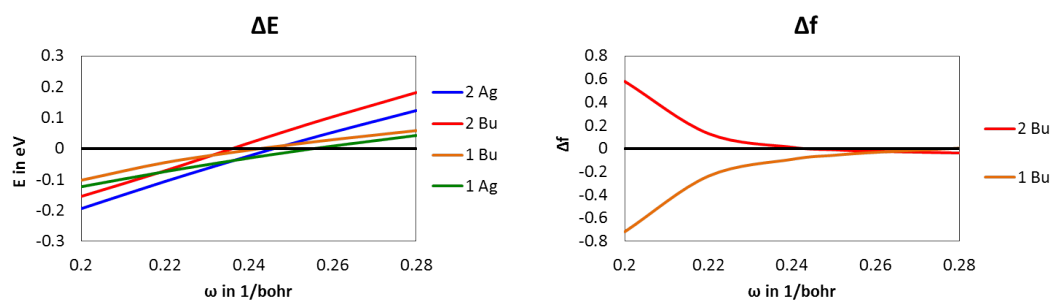 ΔE
0.3
0.2
0.1
0
-0.1
-0.2
-0.3
E in eV
0.2 0.22 0.24 0.26 0.28
ω in 1/bohr
2 Ag
2 Bu
1 Bu
1 Ag
Δf
0.8
0.6
0.4
0.2
0
-0.2
-0.4
-0.6
-0.8
Δf
0.2 0.22 0.24 0.26 0.28
ω in 1/bohr
2 Bu
1 Bu